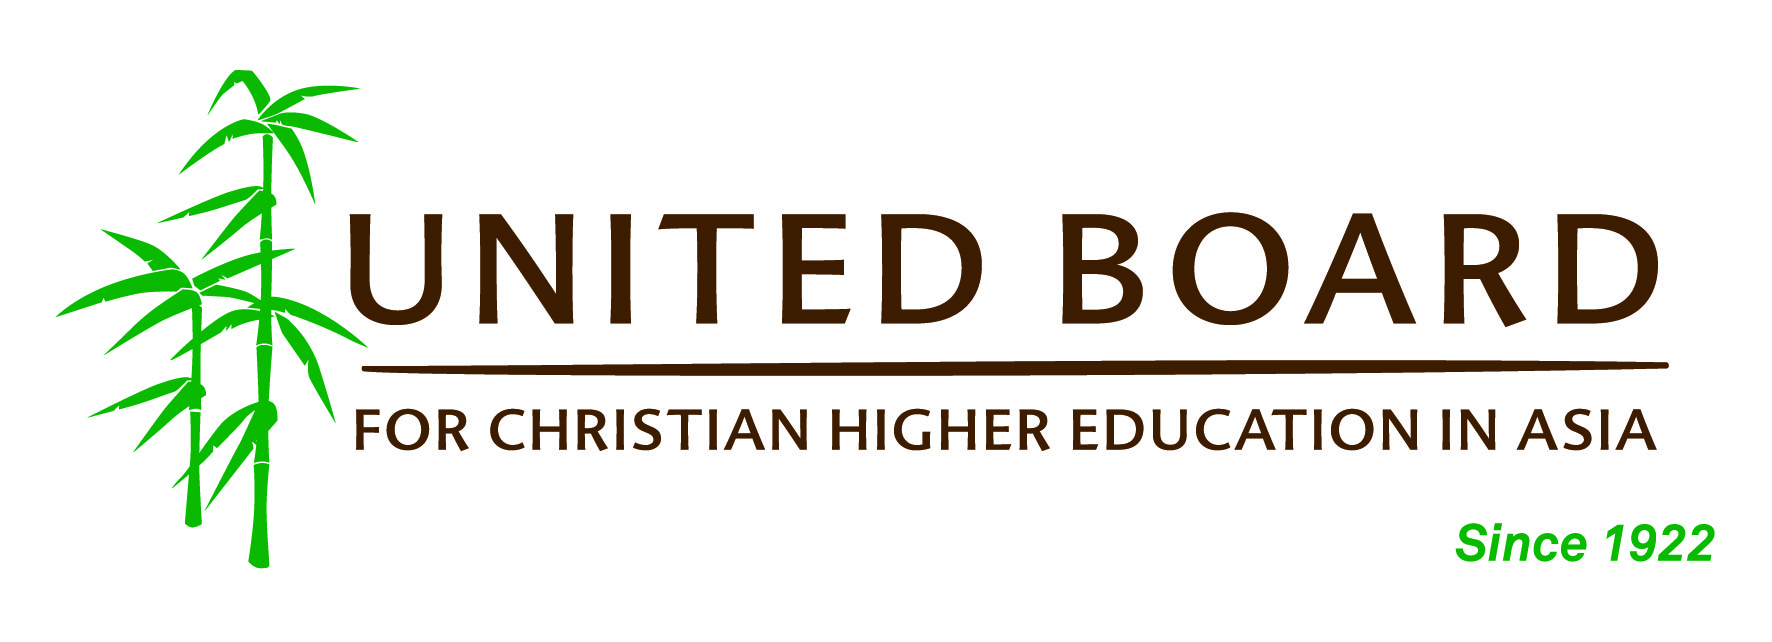 UNITED BOARD
FOR CHRISTIAN HIGHER EDUCATION IN ASIA
Since 1922